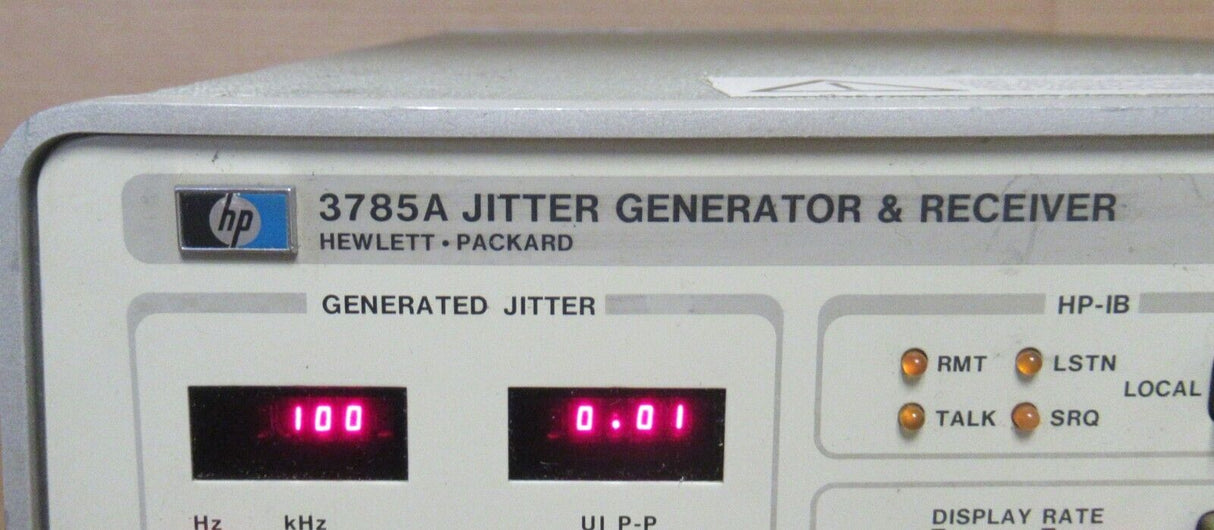 hp
3785A JITTER GENERATOR & RECEIVER
HEWLETT • PACKARD
GENERATED JITTER
HP-IB
RMT LSTN
LOCAL
TALK SRQ
100 0.01
Hz kHz UI P-P
DISPLAY RATE